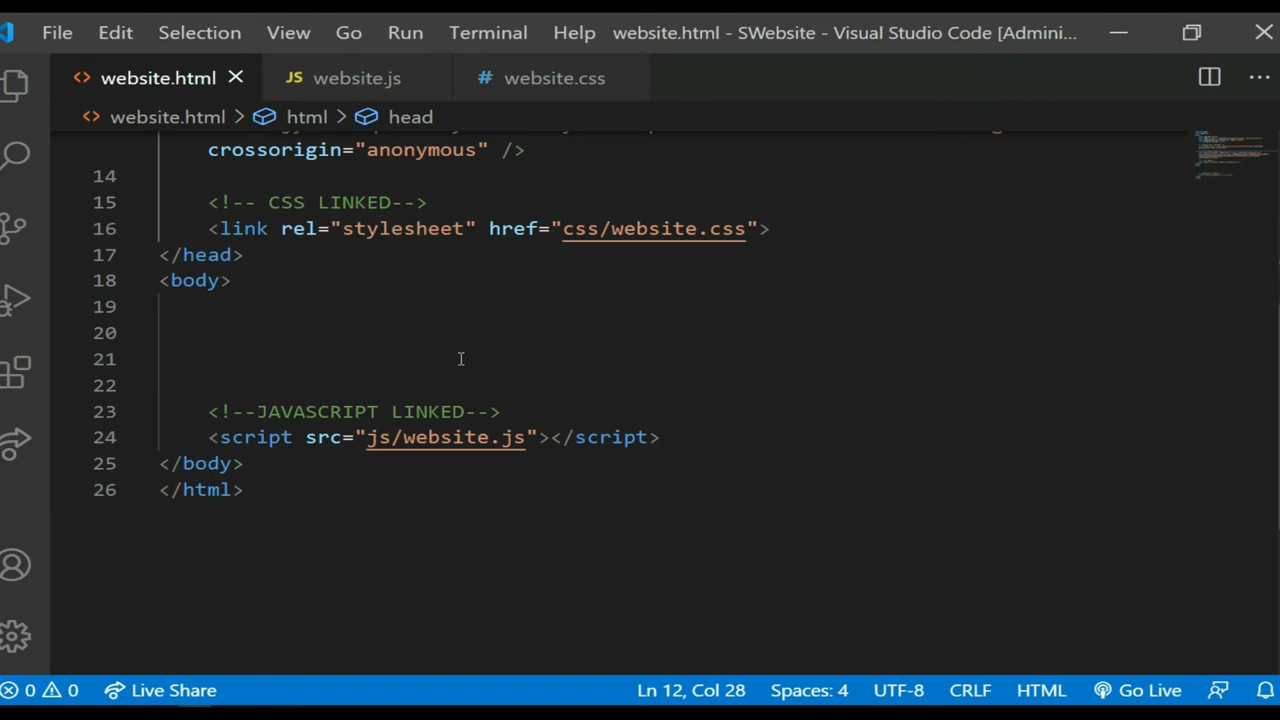 File Edit Selection View Go Run Terminal Help website.html - SWebsite - Visual Studio Code [Admini...
<> website.html × JS website.js # website.css ...
<> website.html > html > head
crossorigin="anonymous" />
14
15 <!-- CSS LINKED-->
16 <link rel="stylesheet" href="css/website.css">
17 </head>
18 <body>
19
20
21
22
23 <!--JAVASCRIPT LINKED-->
24 <script src="js/website.js"></script>
25 </body>
26 </html>
0 0 Live Share Ln 12, Col 28 Spaces: 4 UTF-8 CRLF HTML Go Live